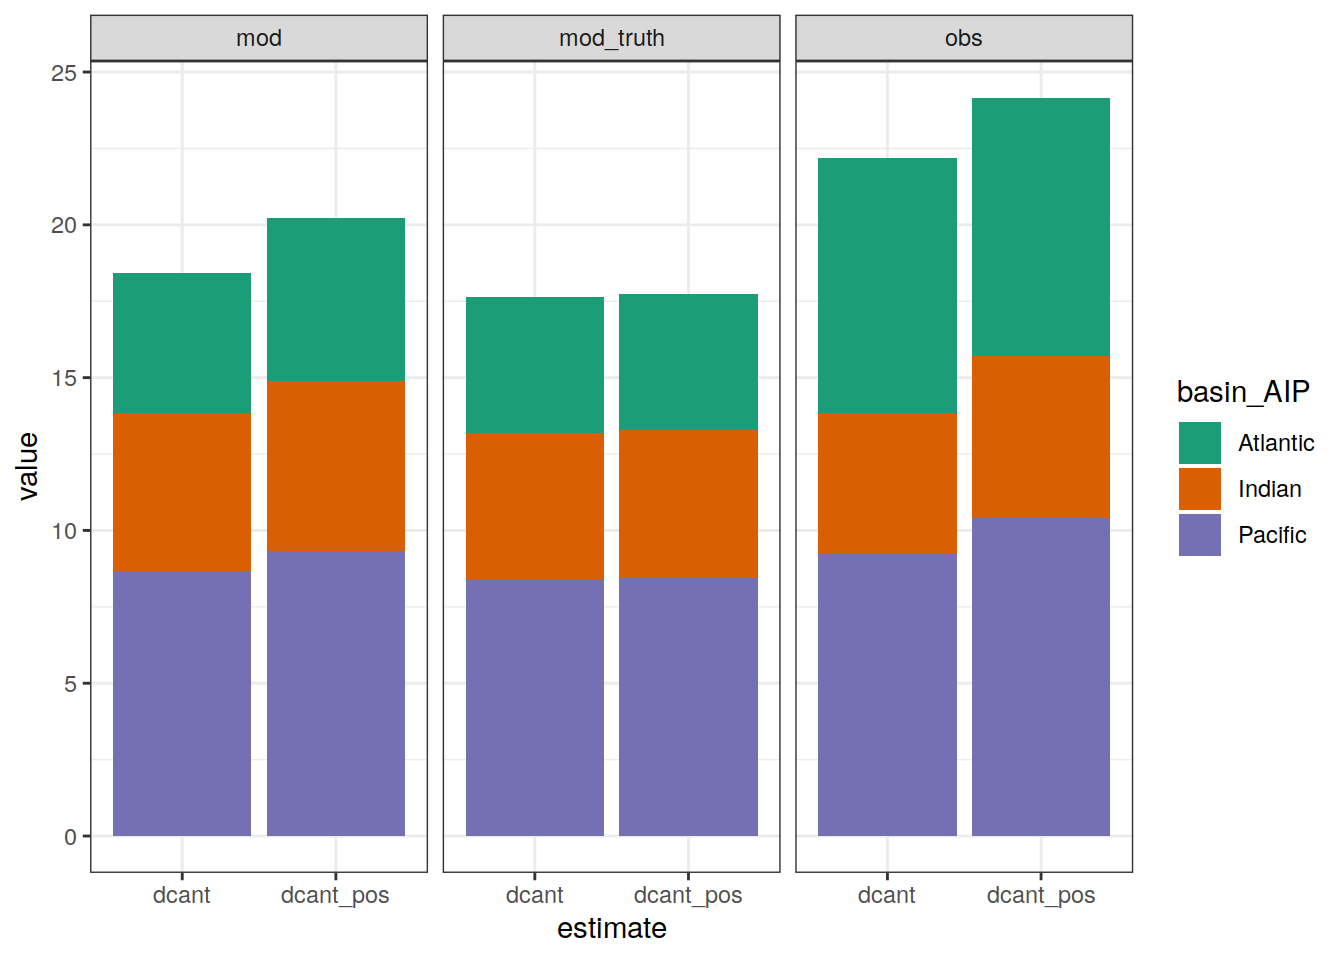 mod
mod_truth
obs
25
20
15
10
5
0
value
dcant
dcant_pos
dcant
dcant_pos
dcant
dcant_pos
estimate
basin_AIP
Atlantic
Indian
Pacific